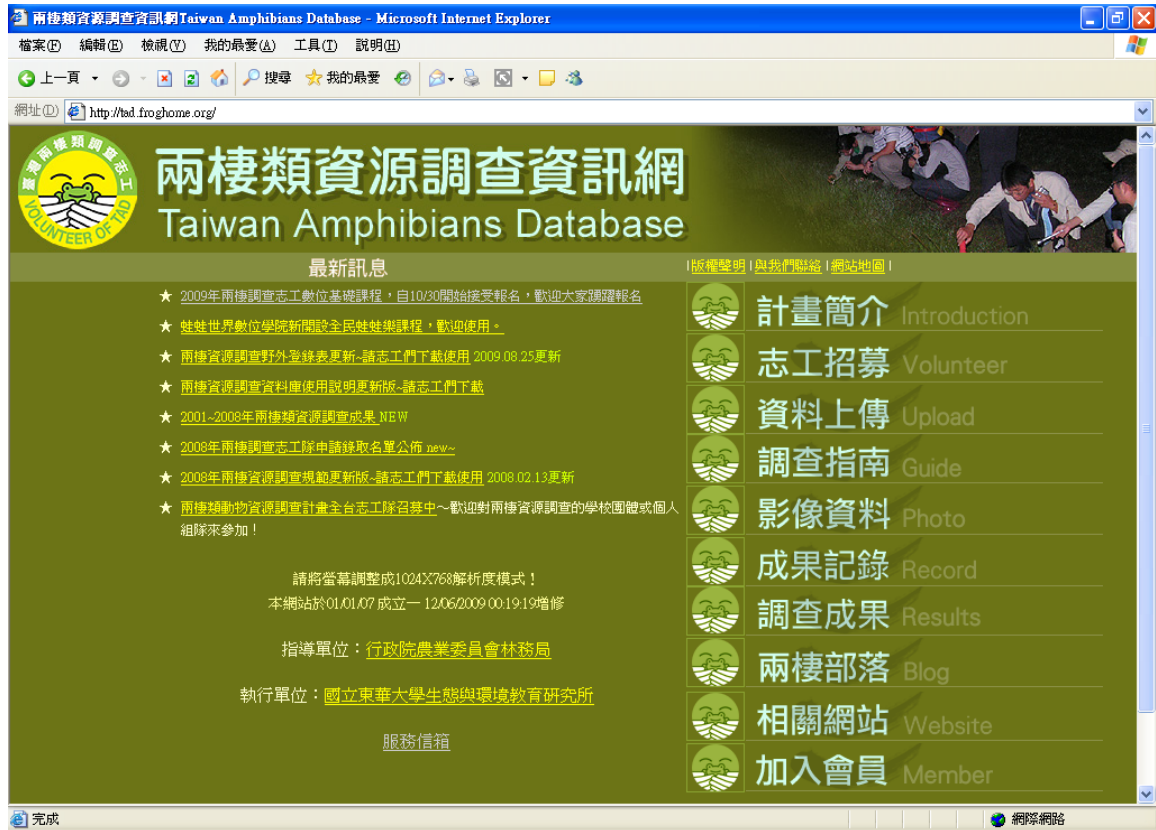 兩棲類資源調查資訊網Taiwan Amphibians Database - Microsoft Internet Explorer
檔案(F) 編輯(E) 檢視(V) 我的最愛(A) 工具(T) 說明(H)
上一頁 搜尋 我的最愛
網址(D) http://tad.froghome.org/
臺灣兩棲類調查志工
VOLUNTEER OF TAD
兩棲類資源調查資訊網
Taiwan Amphibians Database
最新訊息
|版權聲明|與我們聯絡|網站地圖|
★ 2009年兩棲調查志工數位基礎課程，自10/30開始接受報名，歡迎大家踴躍報名
★ 蛙蛙世界數位學院新開設全民蛙蛙樂課程，歡迎使用。
★ 兩棲資源調查野外登錄表更新~請志工們下載使用 2009.08.25更新
★ 兩棲資源調查資料庫使用說明更新版~請志工們下載
★ 2001~2008年兩棲類資源調查成果 NEW
★ 2008年兩棲調查志工隊申請錄取名單公佈 new~
★ 2008年兩棲資源調查規範更新版~請志工們下載使用 2008.02.13更新
★ 兩棲類動物資源調查計畫全台志工隊召募中～歡迎對兩棲資源調查的學校團體或個人
組隊來參加！
請將螢幕調整成1024X768解析度模式！
本網站於01/01/07 成立一 12/06/2009 00:19:19增修
指導單位：行政院農業委員會林務局
執行單位：國立東華大學生態與環境教育研究所
服務信箱
計畫簡介 Introduction
志工招募 Volunteer
資料上傳 Upload
調查指南 Guide
影像資料 Photo
成果記錄 Record
調查成果 Results
兩棲部落 Blog
相關網站 Website
加入會員 Member
完成 網際網路